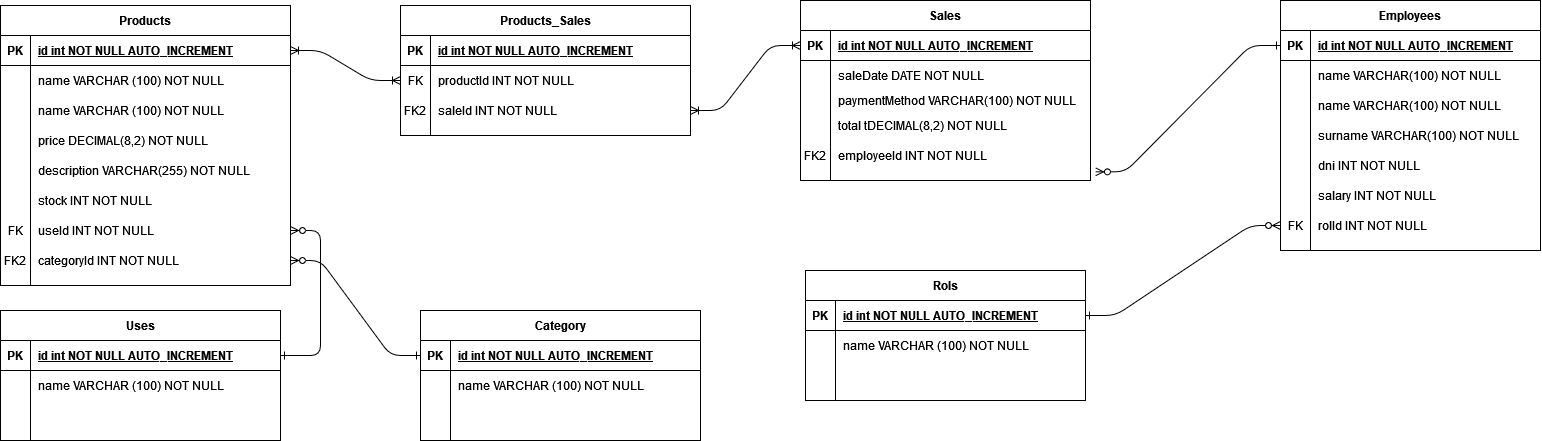 Products
PK id int NOT NULL AUTO_INCREMENT
name VARCHAR (100) NOT NULL
name VARCHAR (100) NOT NULL
price DECIMAL(8,2) NOT NULL
description VARCHAR(255) NOT NULL
stock INT NOT NULL
FK useId INT NOT NULL
FK2 categoryId INT NOT NULL
Products_Sales
PK id int NOT NULL AUTO_INCREMENT
FK productId INT NOT NULL
FK2 saleId INT NOT NULL
Sales
PK id int NOT NULL AUTO_INCREMENT
saleDate DATE NOT NULL
paymentMethod VARCHAR(100) NOT NULL
total tDECIMAL(8,2) NOT NULL
FK2 employeeId INT NOT NULL
Employees
PK id int NOT NULL AUTO_INCREMENT
name VARCHAR(100) NOT NULL
name VARCHAR(100) NOT NULL
surname VARCHAR(100) NOT NULL
dni INT NOT NULL
salary INT NOT NULL
FK rolId INT NOT NULL
Uses
PK id int NOT NULL AUTO_INCREMENT
name VARCHAR (100) NOT NULL
Category
PK id int NOT NULL AUTO_INCREMENT
name VARCHAR (100) NOT NULL
Rols
PK id int NOT NULL AUTO_INCREMENT
name VARCHAR (100) NOT NULL